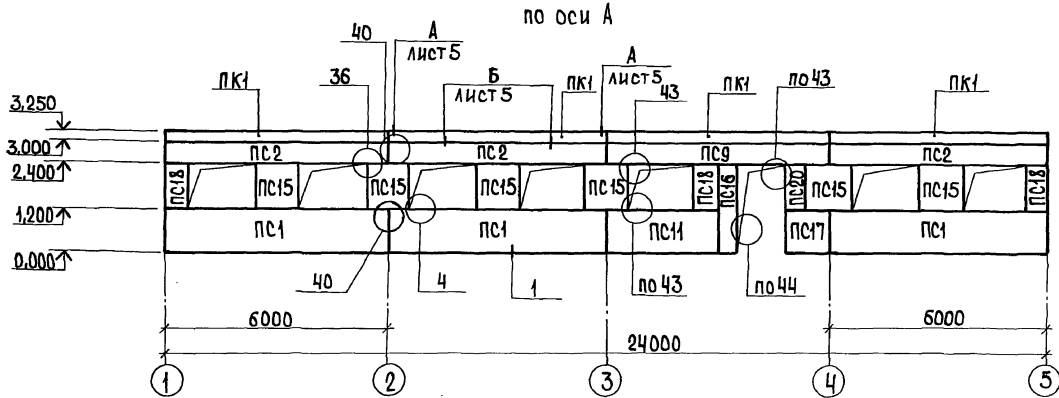 по оси А
40
А
лист 5
36
Б
лист 5
А
лист 5
43
по 43
ПК1
ПК1
ПК1
ПК1
3,250
3,000
2,400
1,200
0,000
ПС2
ПС2
ПС9
ПС2
ПС18
ПС15
ПС15
ПС15
ПС15
ПС18
ПС16
ПС20
ПС15
ПС15
ПС18
ПС1
ПС1
ПС11
ПС17
ПС1
40
4
1
по 43
по 44
6000
24000
6000
1
2
3
4
5